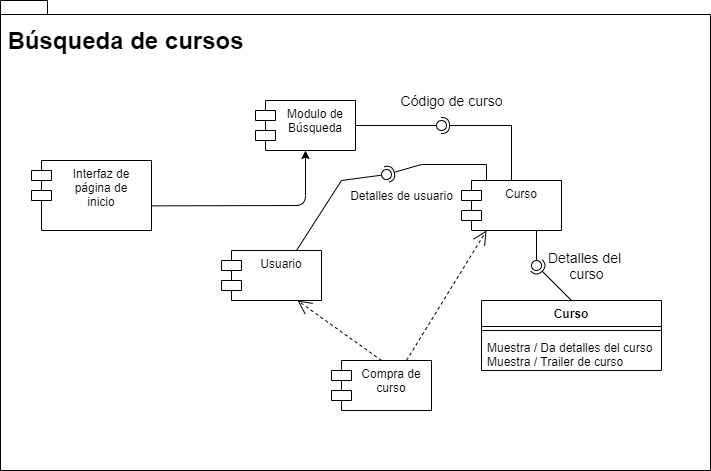 Búsqueda de cursos
Código de curso
Modulo de
Búsqueda
Interfaz de
página de
inicio
Detalles de usuario
Curso
Usuario
Detalles del
curso
Curso
Muestra / Da detalles del curso
Muestra / Trailer de curso
Compra de
curso